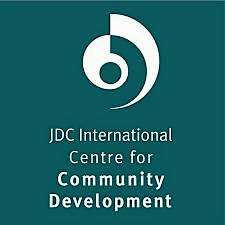 JDC International
Centre for
Community
Development